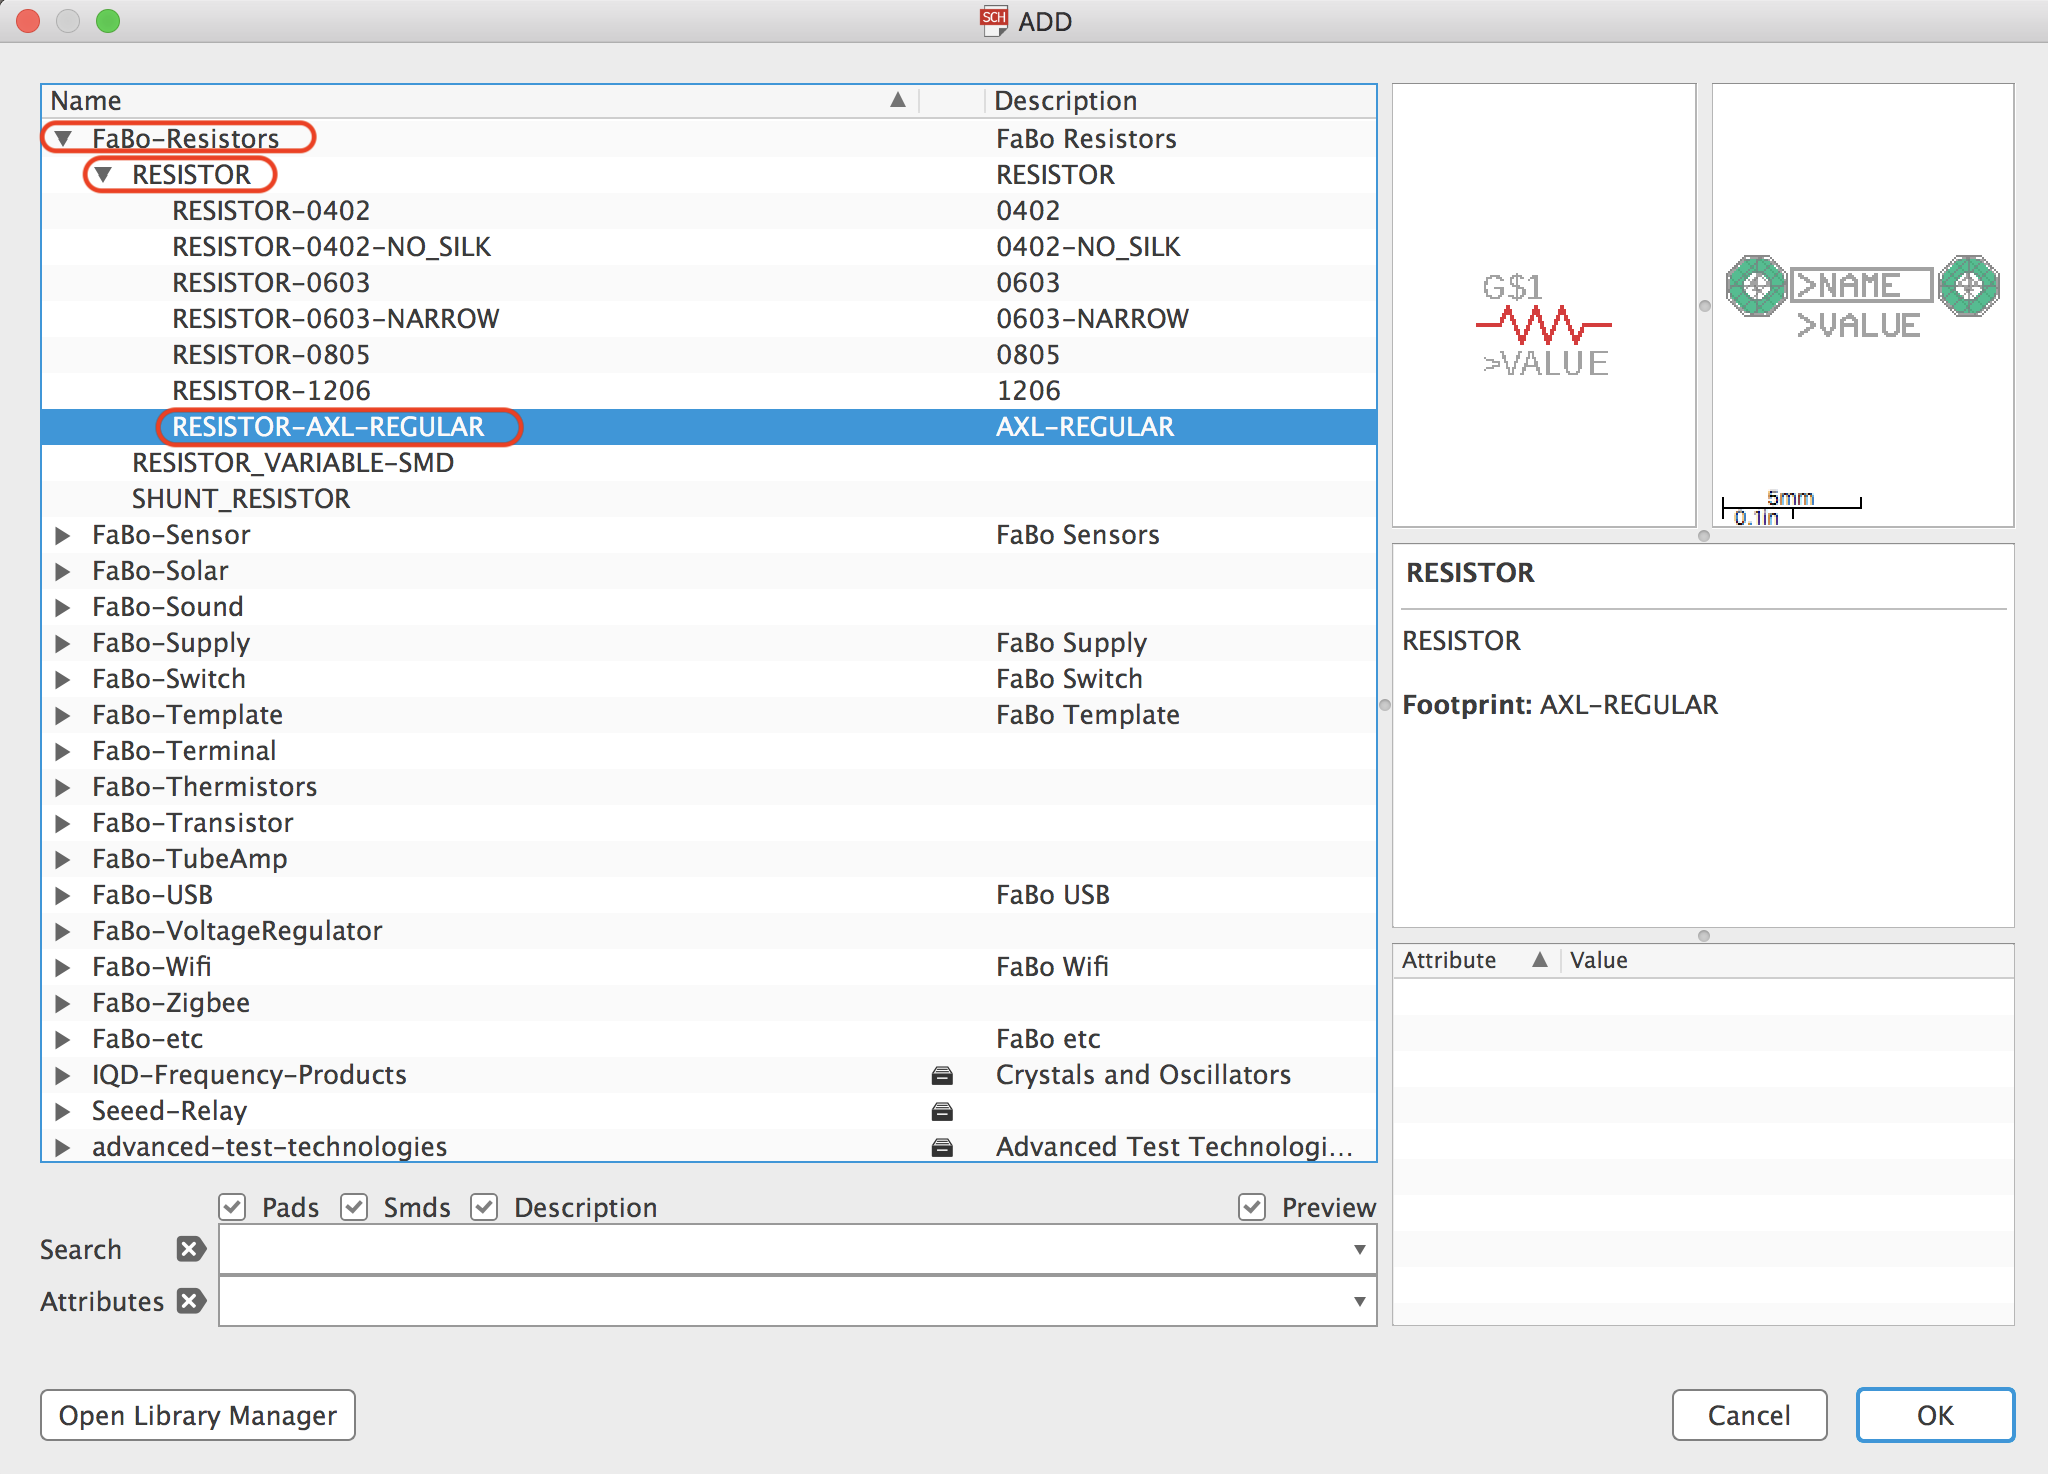 SCH ADD
Name Description
FaBo-Resistors FaBo Resistors
RESISTOR RESISTOR
RESISTOR-0402 0402
RESISTOR-0402-NO_SILK 0402-NO_SILK
RESISTOR-0603 0603
RESISTOR-0603-NARROW 0603-NARROW
RESISTOR-0805 0805
RESISTOR-1206 1206
RESISTOR-AXL-REGULAR AXL-REGULAR
RESISTOR_VARIABLE-SMD
SHUNT_RESISTOR
FaBo-Sensor FaBo Sensors
FaBo-Solar
FaBo-Sound
FaBo-Supply FaBo Supply
FaBo-Switch FaBo Switch
FaBo-Template FaBo Template
FaBo-Terminal
FaBo-Thermistors
FaBo-Transistor
FaBo-TubeAmp
FaBo-USB FaBo USB
FaBo-VoltageRegulator
FaBo-Wifi FaBo Wifi
FaBo-Zigbee
FaBo-etc FaBo etc
IQD-Frequency-Products Crystals and Oscillators
Seeed-Relay
advanced-test-technologies Advanced Test Technologi...
G$1
>VALUE
>NAME
>VALUE
5mm
0.1in
RESISTOR
RESISTOR
Footprint: AXL-REGULAR
Attribute Value
Pads Smds Description Preview
Search
Attributes
Open Library Manager Cancel OK